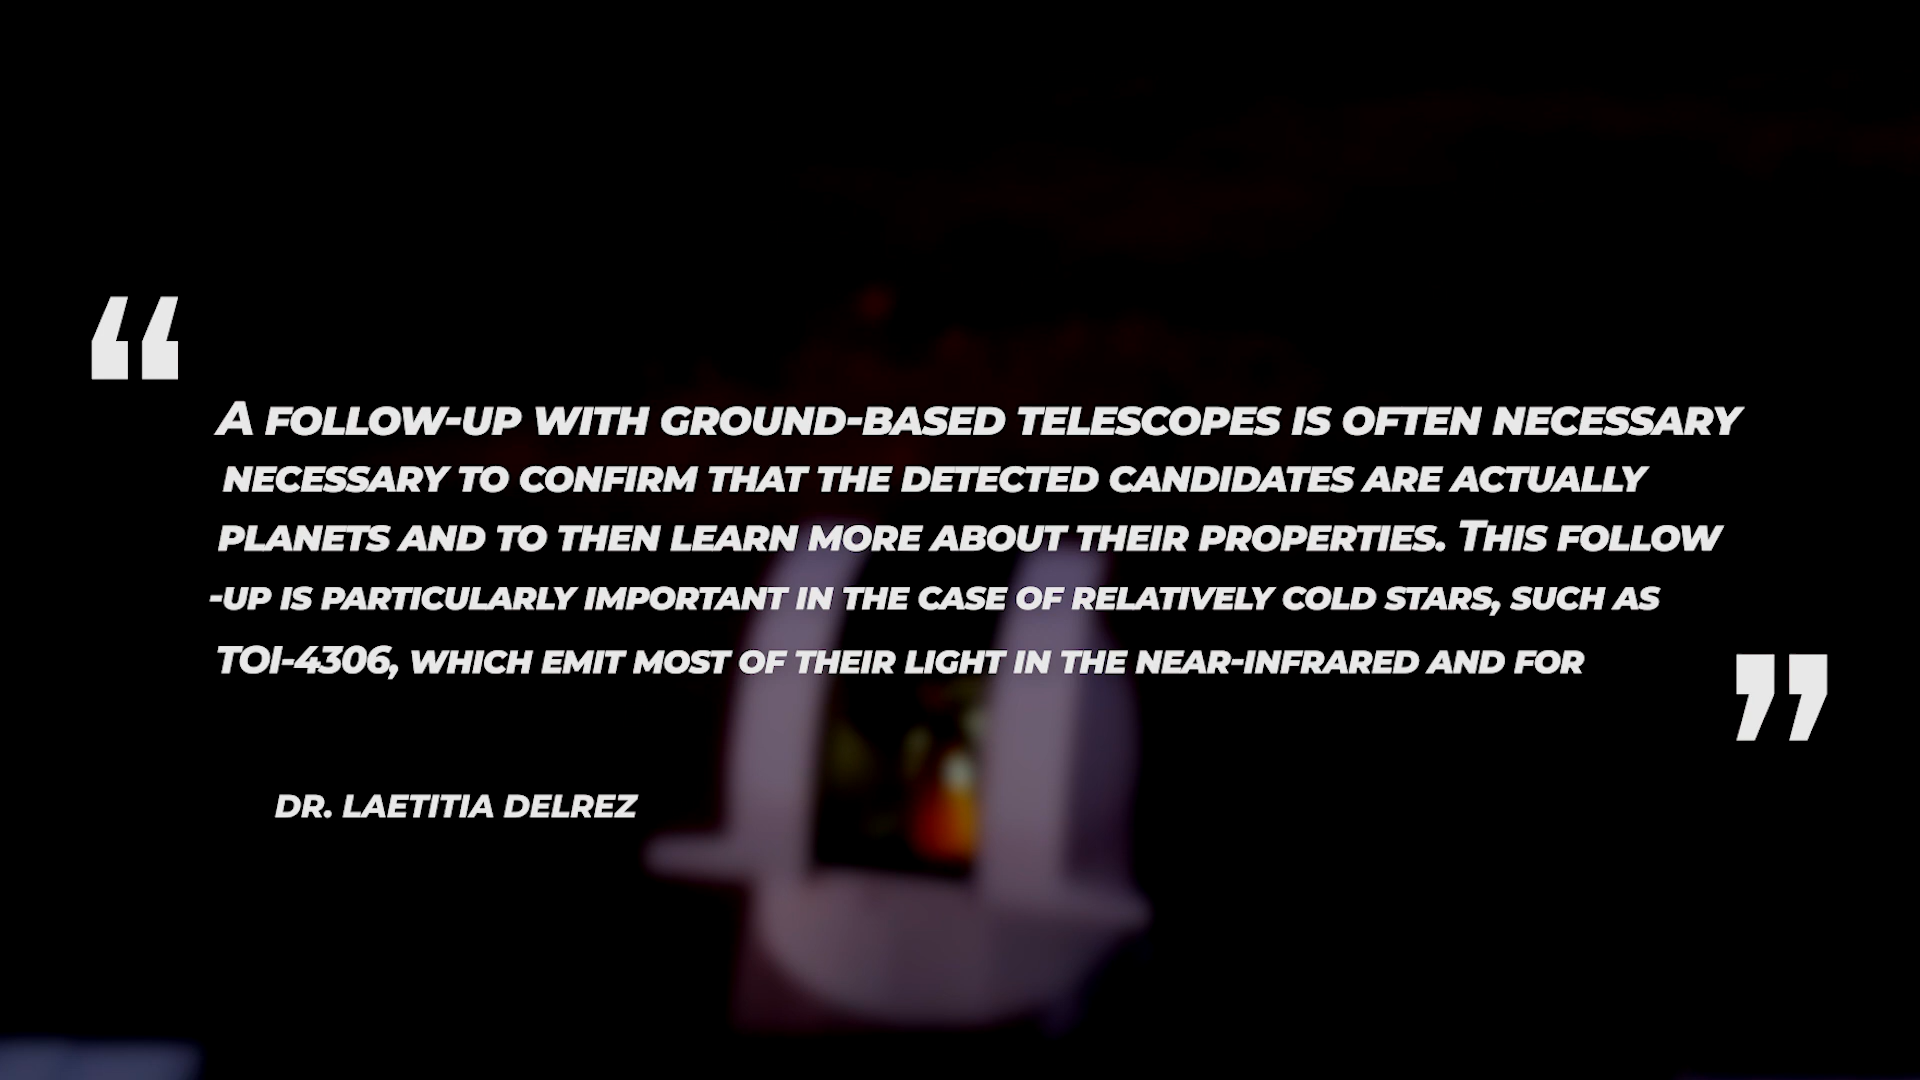 “
A FOLLOW-UP WITH GROUND-BASED TELESCOPES IS OFTEN NECESSARY
NECESSARY TO CONFIRM THAT THE DETECTED CANDIDATES ARE ACTUALLY
PLANETS AND TO THEN LEARN MORE ABOUT THEIR PROPERTIES. THIS FOLLOW
-UP IS PARTICULARLY IMPORTANT IN THE CASE OF RELATIVELY COLD STARS, SUCH AS
TOI-4306, WHICH EMIT MOST OF THEIR LIGHT IN THE NEAR-INFRARED AND FOR
”
DR. LAETITIA DELREZ